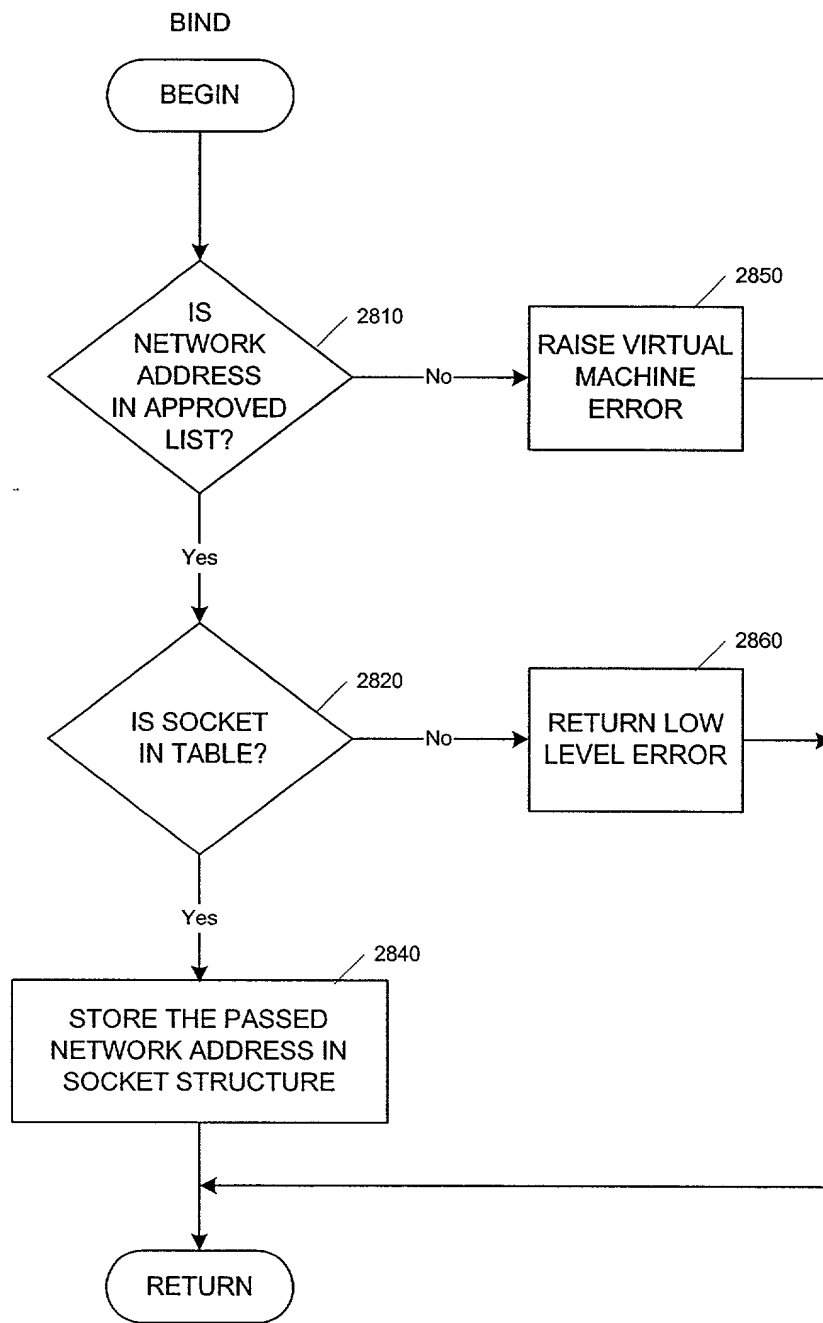 BIND
BEGIN
IS
NETWORK
ADDRESS
IN APPROVED
LIST?
2810
No
2850
RAISE VIRTUAL
MACHINE
ERROR
Yes
IS SOCKET
IN TABLE?
2820
No
2860
RETURN LOW
LEVEL ERROR
Yes
2840
STORE THE PASSED
NETWORK ADDRESS IN
SOCKET STRUCTURE
RETURN